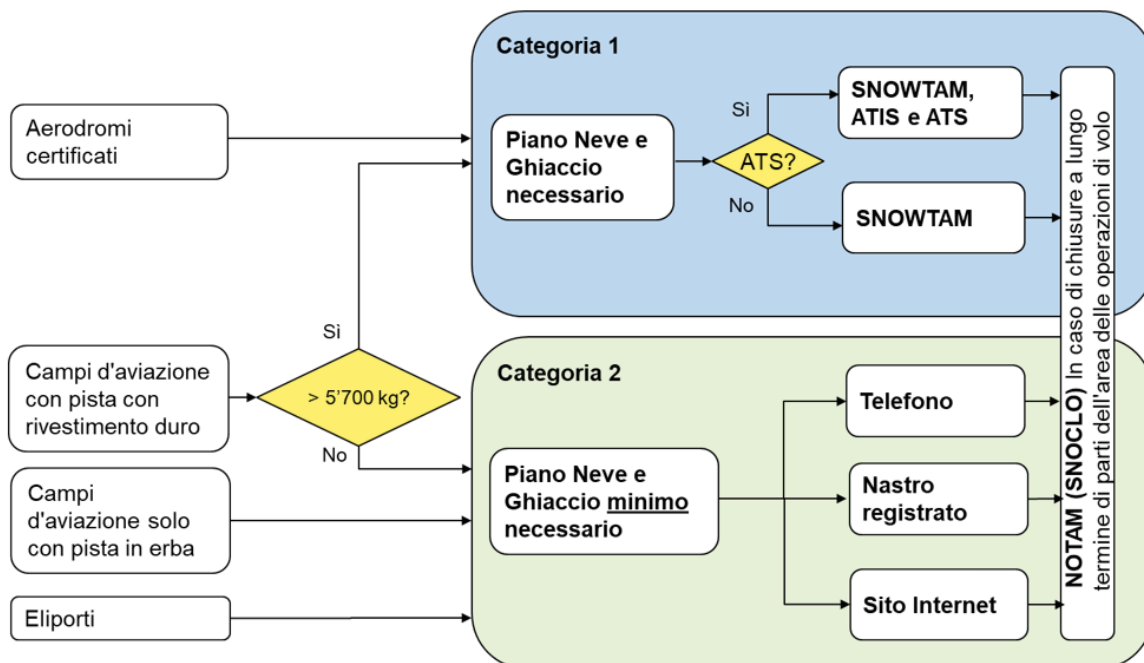 Categoria 1
Aerodromi
certificati
Piano Neve e
Ghiaccio
necessario
ATS?
Sì
SNOWTAM,
ATIS e ATS
No
SNOWTAM
Campi d'aviazione
con pista con
rivestimento duro
> 5'700 kg?
Sì
No
Campi
d'aviazione solo
con pista in erba
Eliporti
Categoria 2
Piano Neve e
Ghiaccio minimo
necessario
Telefono
Nastro
registrato
Sito Internet
NOTAM (SNOCLO) In caso di chiusure a lungo
termine di parti dell'area delle operazioni di volo